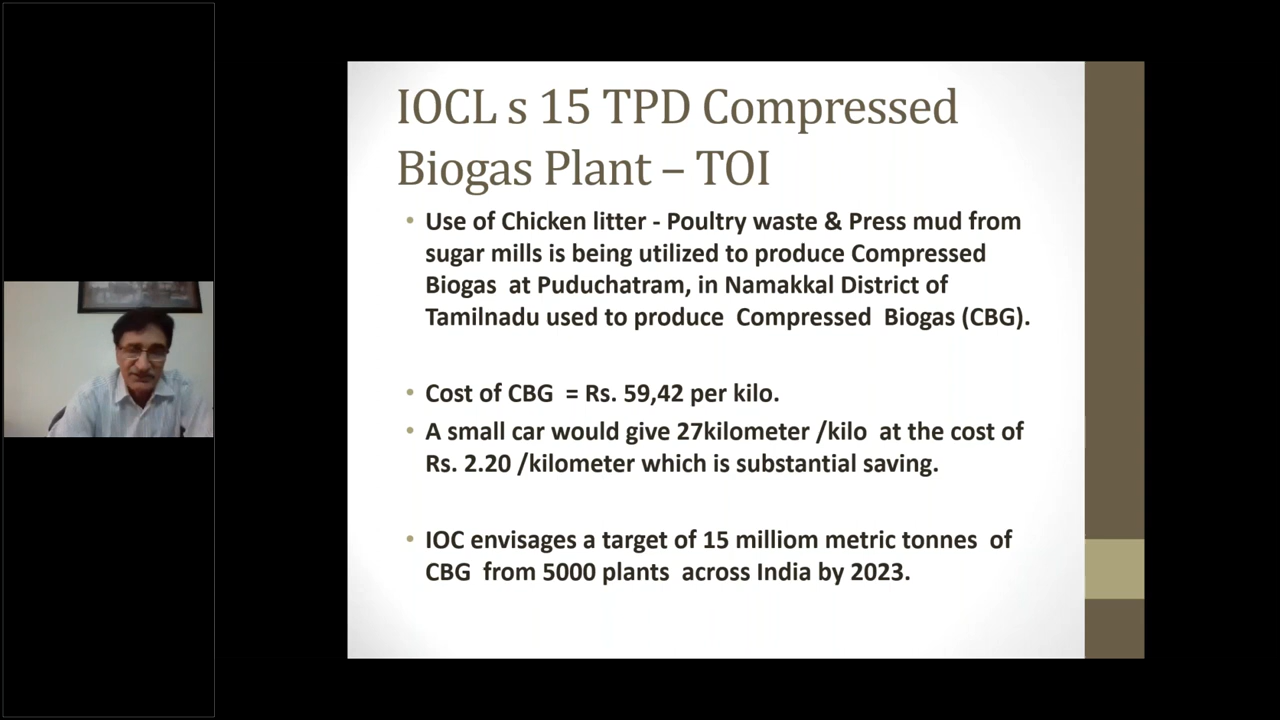 IOCL s 15 TPD Compressed
Biogas Plant – TOI
• Use of Chicken litter - Poultry waste & Press mud from
sugar mills is being utilized to produce Compressed
Biogas at Puduchatram, in Namakkal District of
Tamilnadu used to produce Compressed Biogas (CBG).
• Cost of CBG = Rs. 59,42 per kilo.
• A small car would give 27kilometer /kilo at the cost of
Rs. 2.20 /kilometer which is substantial saving.
• IOC envisages a target of 15 milliom metric tonnes of
CBG from 5000 plants across India by 2023.